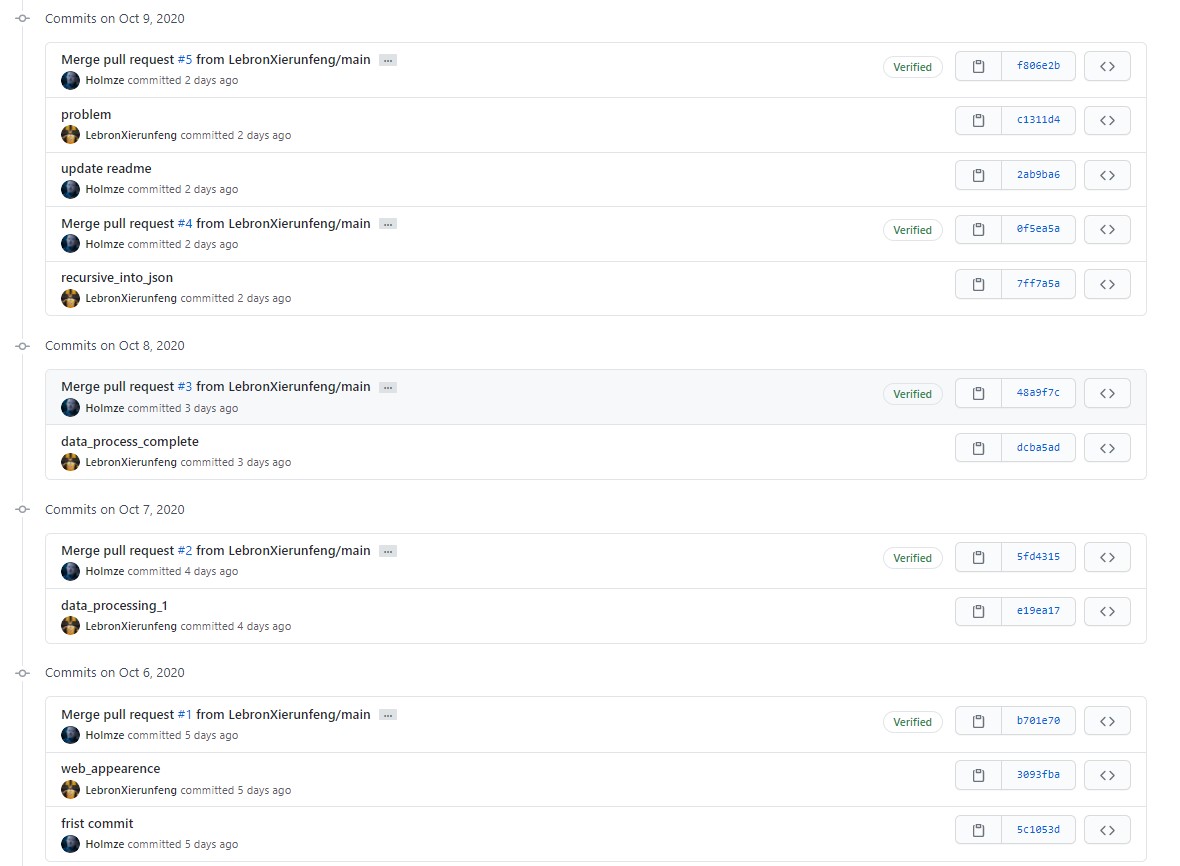 Commits on Oct 9, 2020
Merge pull request #5 from LebronXierunfeng/main ...
Verified
f806e2b
Holmze committed 2 days ago
problem
c1311d4
LebronXierunfeng committed 2 days ago
update readme
2ab9ba6
Holmze committed 2 days ago
Merge pull request #4 from LebronXierunfeng/main ...
Verified
0f5ea5a
Holmze committed 2 days ago
recursive_into_json
7ff7a5a
LebronXierunfeng committed 2 days ago
Commits on Oct 8, 2020
Merge pull request #3 from LebronXierunfeng/main ...
Verified
48a9f7c
Holmze committed 3 days ago
data_process_complete
dcba5ad
LebronXierunfeng committed 3 days ago
Commits on Oct 7, 2020
Merge pull request #2 from LebronXierunfeng/main ...
Verified
5fd4315
Holmze committed 4 days ago
data_processing_1
e19ea17
LebronXierunfeng committed 4 days ago
Commits on Oct 6, 2020
Merge pull request #1 from LebronXierunfeng/main ...
Verified
b701e70
Holmze committed 5 days ago
web_appearence
3093fba
LebronXierunfeng committed 5 days ago
frist commit
5c1053d
Holmze committed 5 days ago